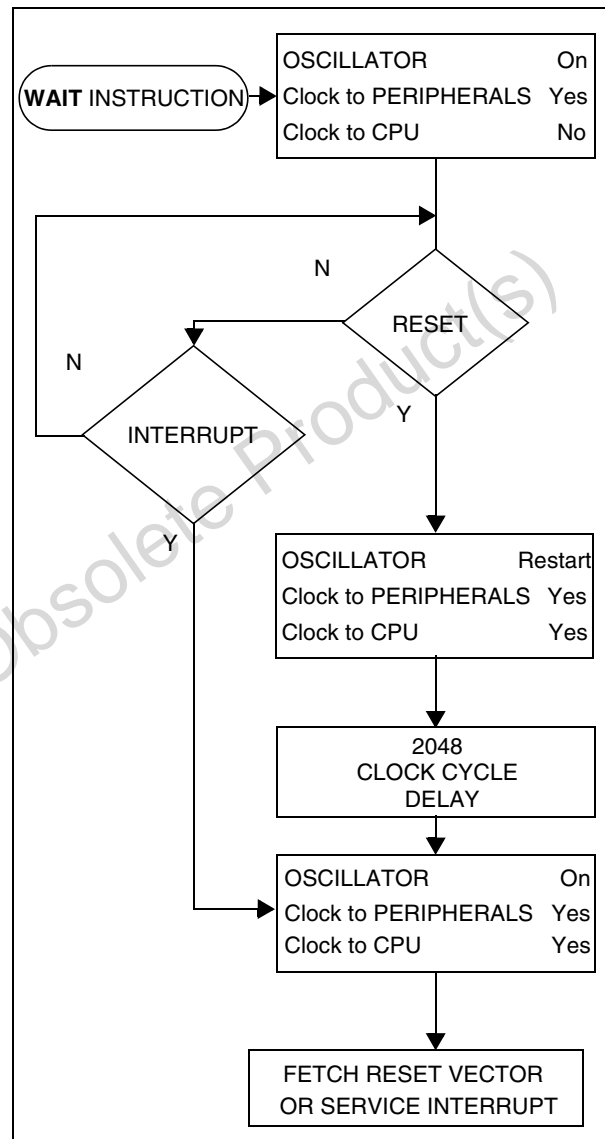 WAIT INSTRUCTION
OSCILLATOR On
Clock to PERIPHERALS Yes
Clock to CPU No
N
RESET
N
Y
INTERRUPT
Y
OSCILLATOR Restart
Clock to PERIPHERALS Yes
Clock to CPU Yes
2048
CLOCK CYCLE
DELAY
OSCILLATOR On
Clock to PERIPHERALS Yes
Clock to CPU Yes
FETCH RESET VECTOR
OR SERVICE INTERRUPT
Obsolete Product(s)